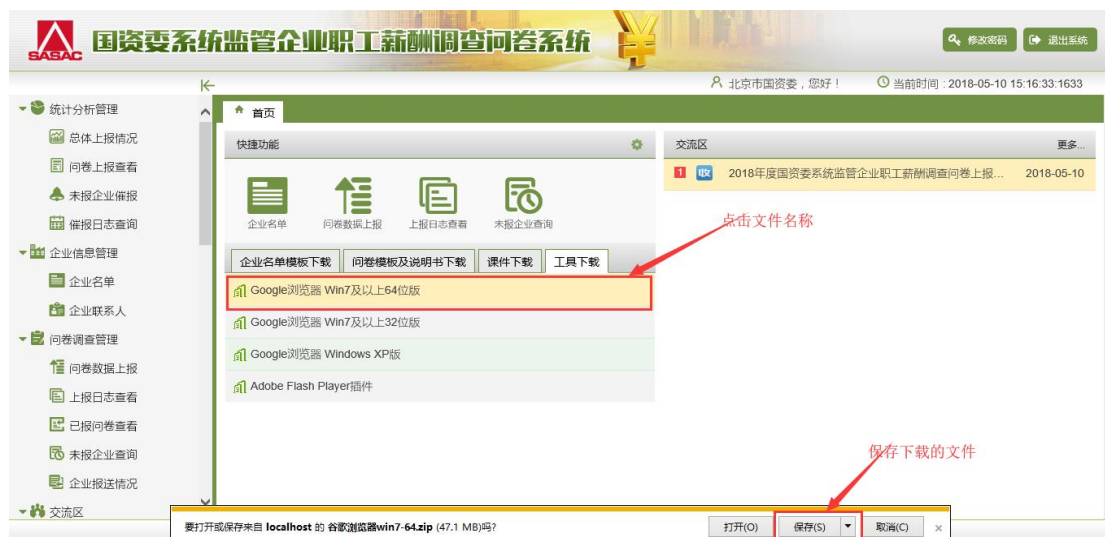 SASAC
国资委系统监管企业职工薪酬调查问卷系统
修改密码
退出系统
北京市国资委，您好！
当前时间：2018-05-10 15:16:33:1633
统计分析管理
总体上报情况
问卷上报查看
未报企业催报
催报日志查询
企业信息管理
企业名单
企业联系人
问卷调查管理
问卷数据上报
上报日志查看
已报问卷查看
未报企业查询
企业报送情况
交流区
首页
快捷功能
企业名单
问卷数据上报
上报日志查看
未报企业查询
企业名单模板下载
问卷模板及说明书下载
课件下载
工具下载
Google浏览器 Win7及以上64位版
Google浏览器 Win7及以上32位版
Google浏览器 Windows XP版
Adobe Flash Player插件
交流区
更多...
1
2018年度国资委系统监管企业职工薪酬调查问卷上报...
2018-05-10
点击文件名称
保存下载的文件
要打开或保存来自 localhost 的 谷歌浏览器win7-64.zip (47.1 MB)吗?
打开(O)
保存(S)
取消(C)
×